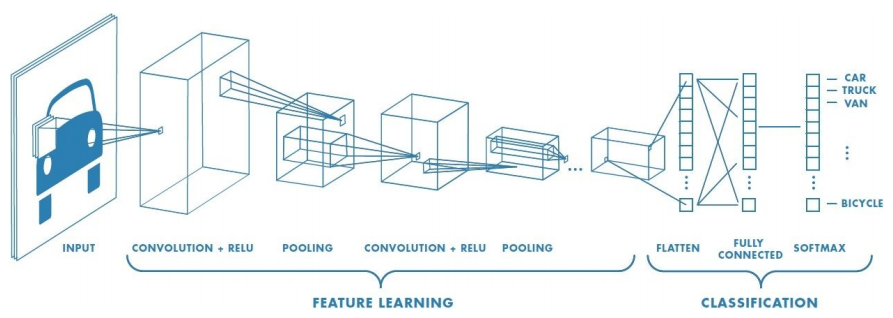 CAR
TRUCK
VAN
BICYCLE
INPUT
CONVOLUTION + RELU
POOLING
CONVOLUTION + RELU
POOLING
FLATTEN
FULLY
CONNECTED
SOFTMAX
FEATURE LEARNING
CLASSIFICATION